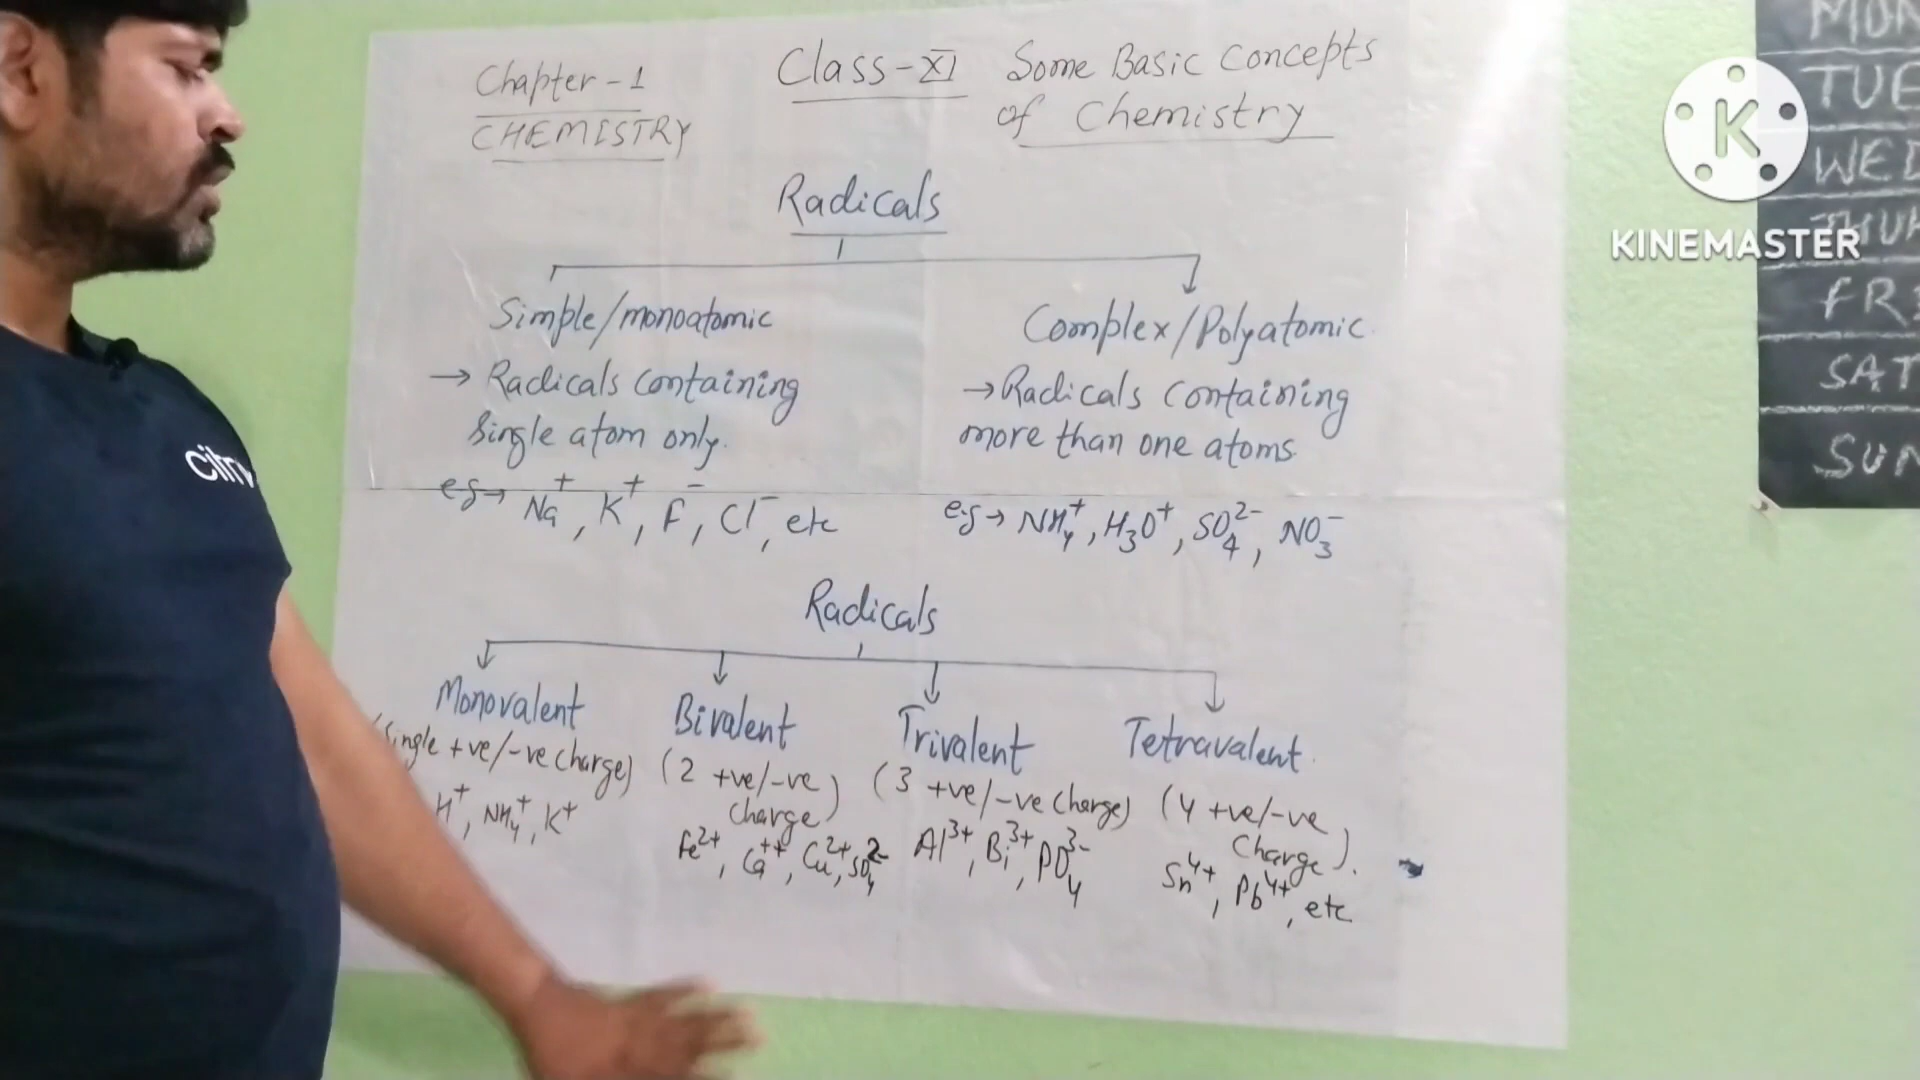 Chapter-1
CHEMISTRY
Class-XI
Some Basic Concepts
of Chemistry
Radicals
Simple/monoatomic
→ Radicals containing
Single atom only.
eg→ Na⁺, K⁺, F⁻, Cl⁻, etc
Complex/Polyatomic
→Radicals containing
more than one atoms
e.g→ NH₄⁺, H₃O⁺, SO₄²⁻, NO₃⁻
Radicals
Monovalent
(Single +ve/-ve charge)
H⁺, NH₄⁺, K⁺
Bivalent
(2 +ve/-ve
Charge)
Fe²⁺, Ca⁺⁺, Cu²⁺, SO₄²⁻
Trivalent
(3 +ve/-ve Charge)
Al³⁺, Bi³⁺, PO₄³⁻
Tetravalent
(4 +ve/-ve
Charge).
Sn⁴⁺, Pb⁴⁺, etc
K
KINEMASTER
MON
TUE
WED
THU
FRI
SAT
SUN